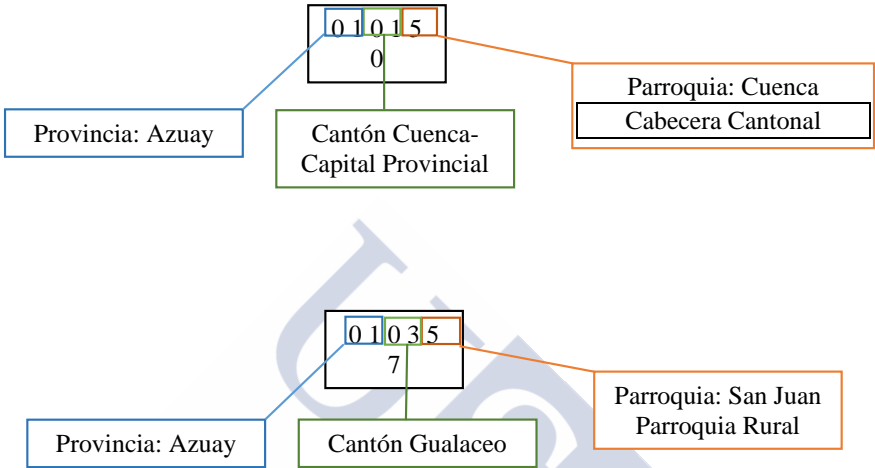 0 1 0 1 5
0
Parroquia: Cuenca
Cabecera Cantonal
Provincia: Azuay
Cantón Cuenca-
Capital Provincial
0 1 0 3 5
7
Parroquia: San Juan
Parroquia Rural
Provincia: Azuay
Cantón Gualaceo